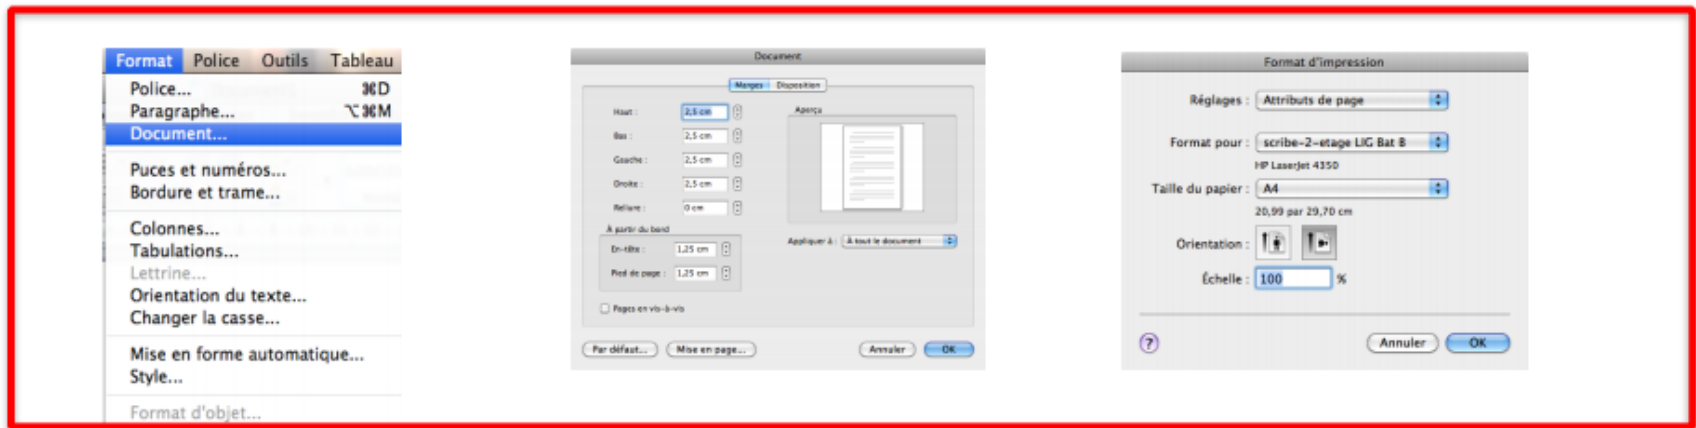 Format Police Outils Tableau
Police... ⌘D
Paragraphe... ⌥⌘M
Document...
Puces et numéros...
Bordure et trame...
Colonnes...
Tabulations...
Lettrine...
Orientation du texte...
Changer la casse...
Mise en forme automatique...
Style...
Format d'objet...
Document
Marges Disposition
Haut : 2,5 cm
Bas : 2,5 cm
Gauche : 2,5 cm
Droite : 2,5 cm
Reliure : 0 cm
À partir du bord
En-tête : 1,25 cm
Pied de page : 1,25 cm
Pages en vis-à-vis
Aperçu
Appliquer à : À tout le document
Par défaut... Mise en page... Annuler OK
Format d'impression
Réglages : Attributs de page
Format pour : scribe-2-etage LIG Bat B
HP LaserJet 4350
Taille du papier : A4
20,99 par 29,70 cm
Orientation :
Échelle : 100 %
? Annuler OK